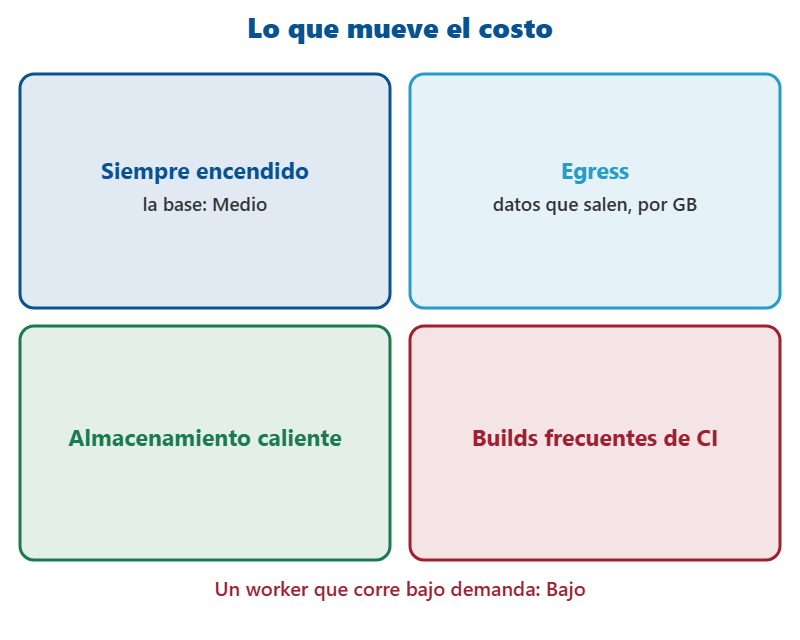 Lo que mueve el costo
Siempre encendido
la base: Medio
Egress
datos que salen, por GB
Almacenamiento caliente
Builds frecuentes de CI
Un worker que corre bajo demanda: Bajo